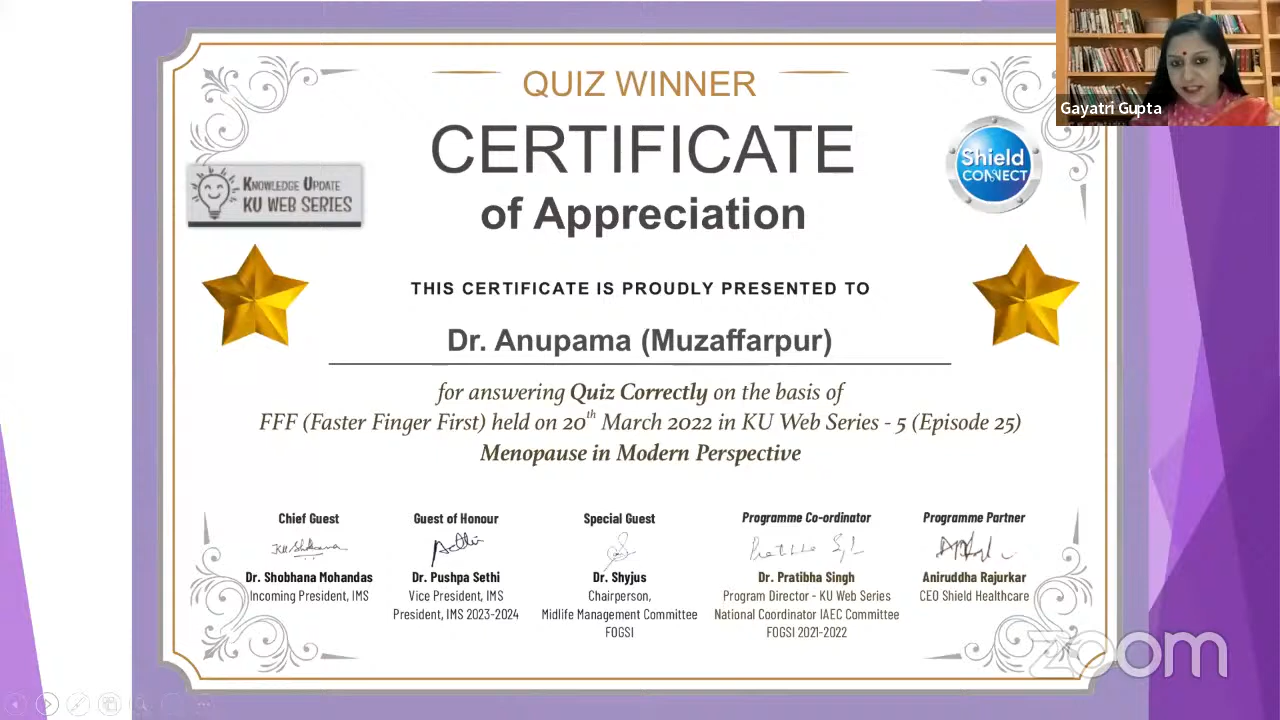 QUIZ WINNER
CERTIFICATE
of Appreciation
Gayatri Gupta
KNOWLEDGE UPDATE
KU WEB SERIES
Shield
CONNECT
THIS CERTIFICATE IS PROUDLY PRESENTED TO
Dr. Anupama (Muzaffarpur)
for answering Quiz Correctly on the basis of
FFF (Faster Finger First) held on 20th March 2022 in KU Web Series - 5 (Episode 25)
Menopause in Modern Perspective
Chief Guest
Dr. Shobhana Mohandas
Incoming President, IMS
Guest of Honour
Dr. Pushpa Sethi
Vice President, IMS
President, IMS 2023-2024
Special Guest
Dr. Shyjus
Chairperson,
Midlife Management Committee
FOGSI
Programme Co-ordinator
Pratibha Singh
Dr. Pratibha Singh
Program Director - KU Web Series
National Coordinator IAEC Committee
FOGSI 2021-2022
Programme Partner
Aniruddha Rajurkar
CEO Shield Healthcare
zoom